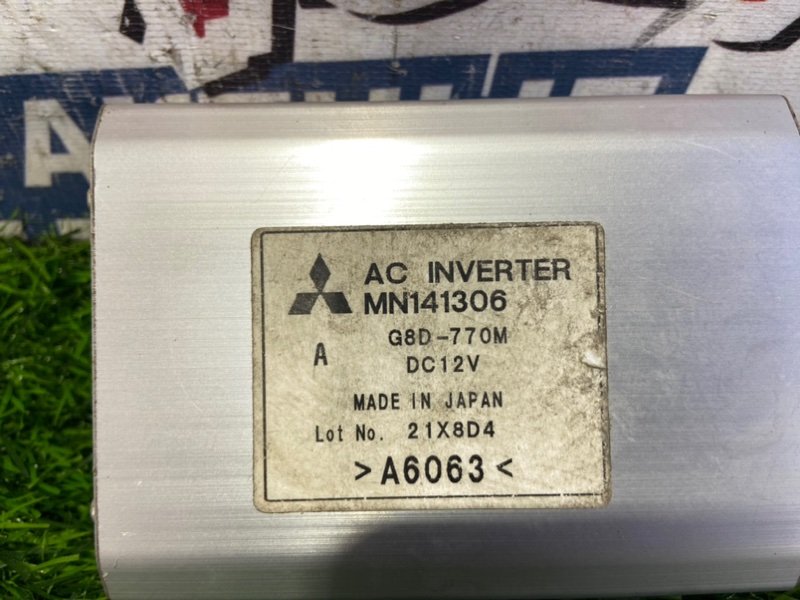 AC INVERTER
MN141306
G8D-770M
A
DC12V
MADE IN JAPAN
Lot No. 21X8D4
>A6063<